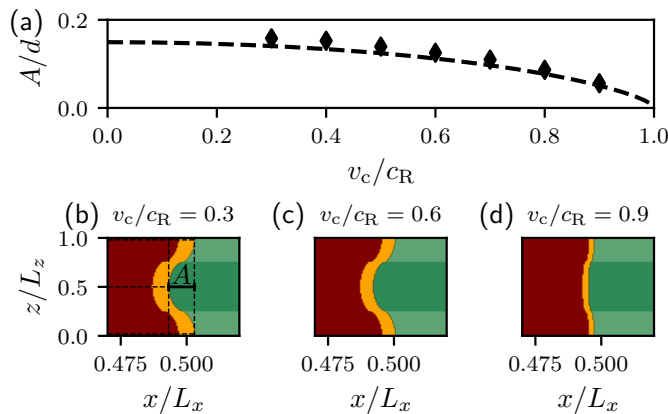 (a)
A/d
0.2
0.0
0.0 0.2 0.4 0.6 0.8 1.0
v_c/c_R
(b) (c) (d)
v_c/c_R = 0.3 v_c/c_R = 0.6 v_c/c_R = 0.9
z/L_z
1.0
0.5
0.0
A
0.475 0.500 0.475 0.500 0.475 0.500
x/L_x x/L_x x/L_x